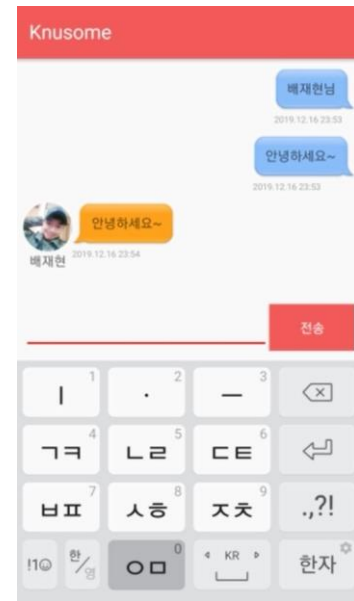 Knusome
배재현님
2019.12.16 23:53
안녕하세요~
2019.12.16 23:53
안녕하세요~
배재현 2019.12.16 23:54
전송
ㅣ 1 · 2 ㅡ 3
ㄱㅋ 4 ㄴㄹ 5 ㄷㅌ 6
ㅂㅍ 7 ㅅㅎ 8 ㅈㅊ 9 .,?!
!1☺ 한/영 ㅇㅁ 0 KR 한자